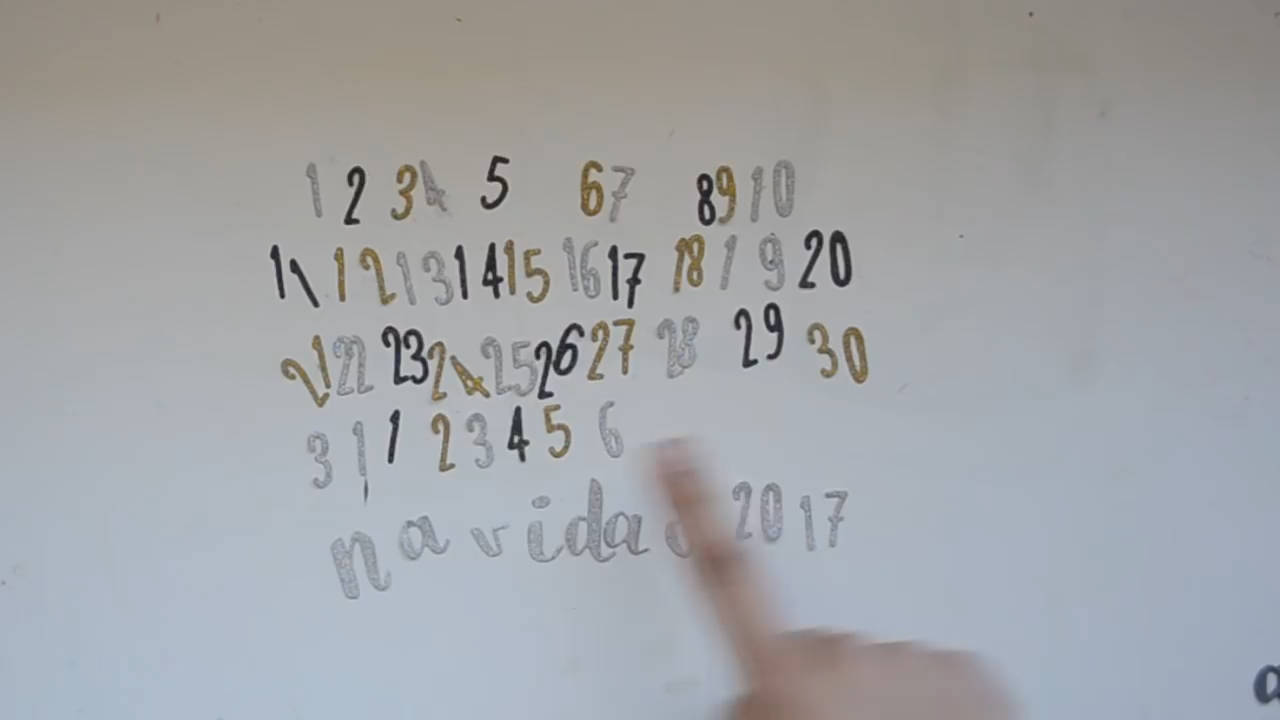 1 2 3 4 5 6 7 8 9 10
11 12 13 14 15 16 17 18 19 20
21 22 23 24 25 26 27 28 29 30
31 1 2 3 4 5 6
2017